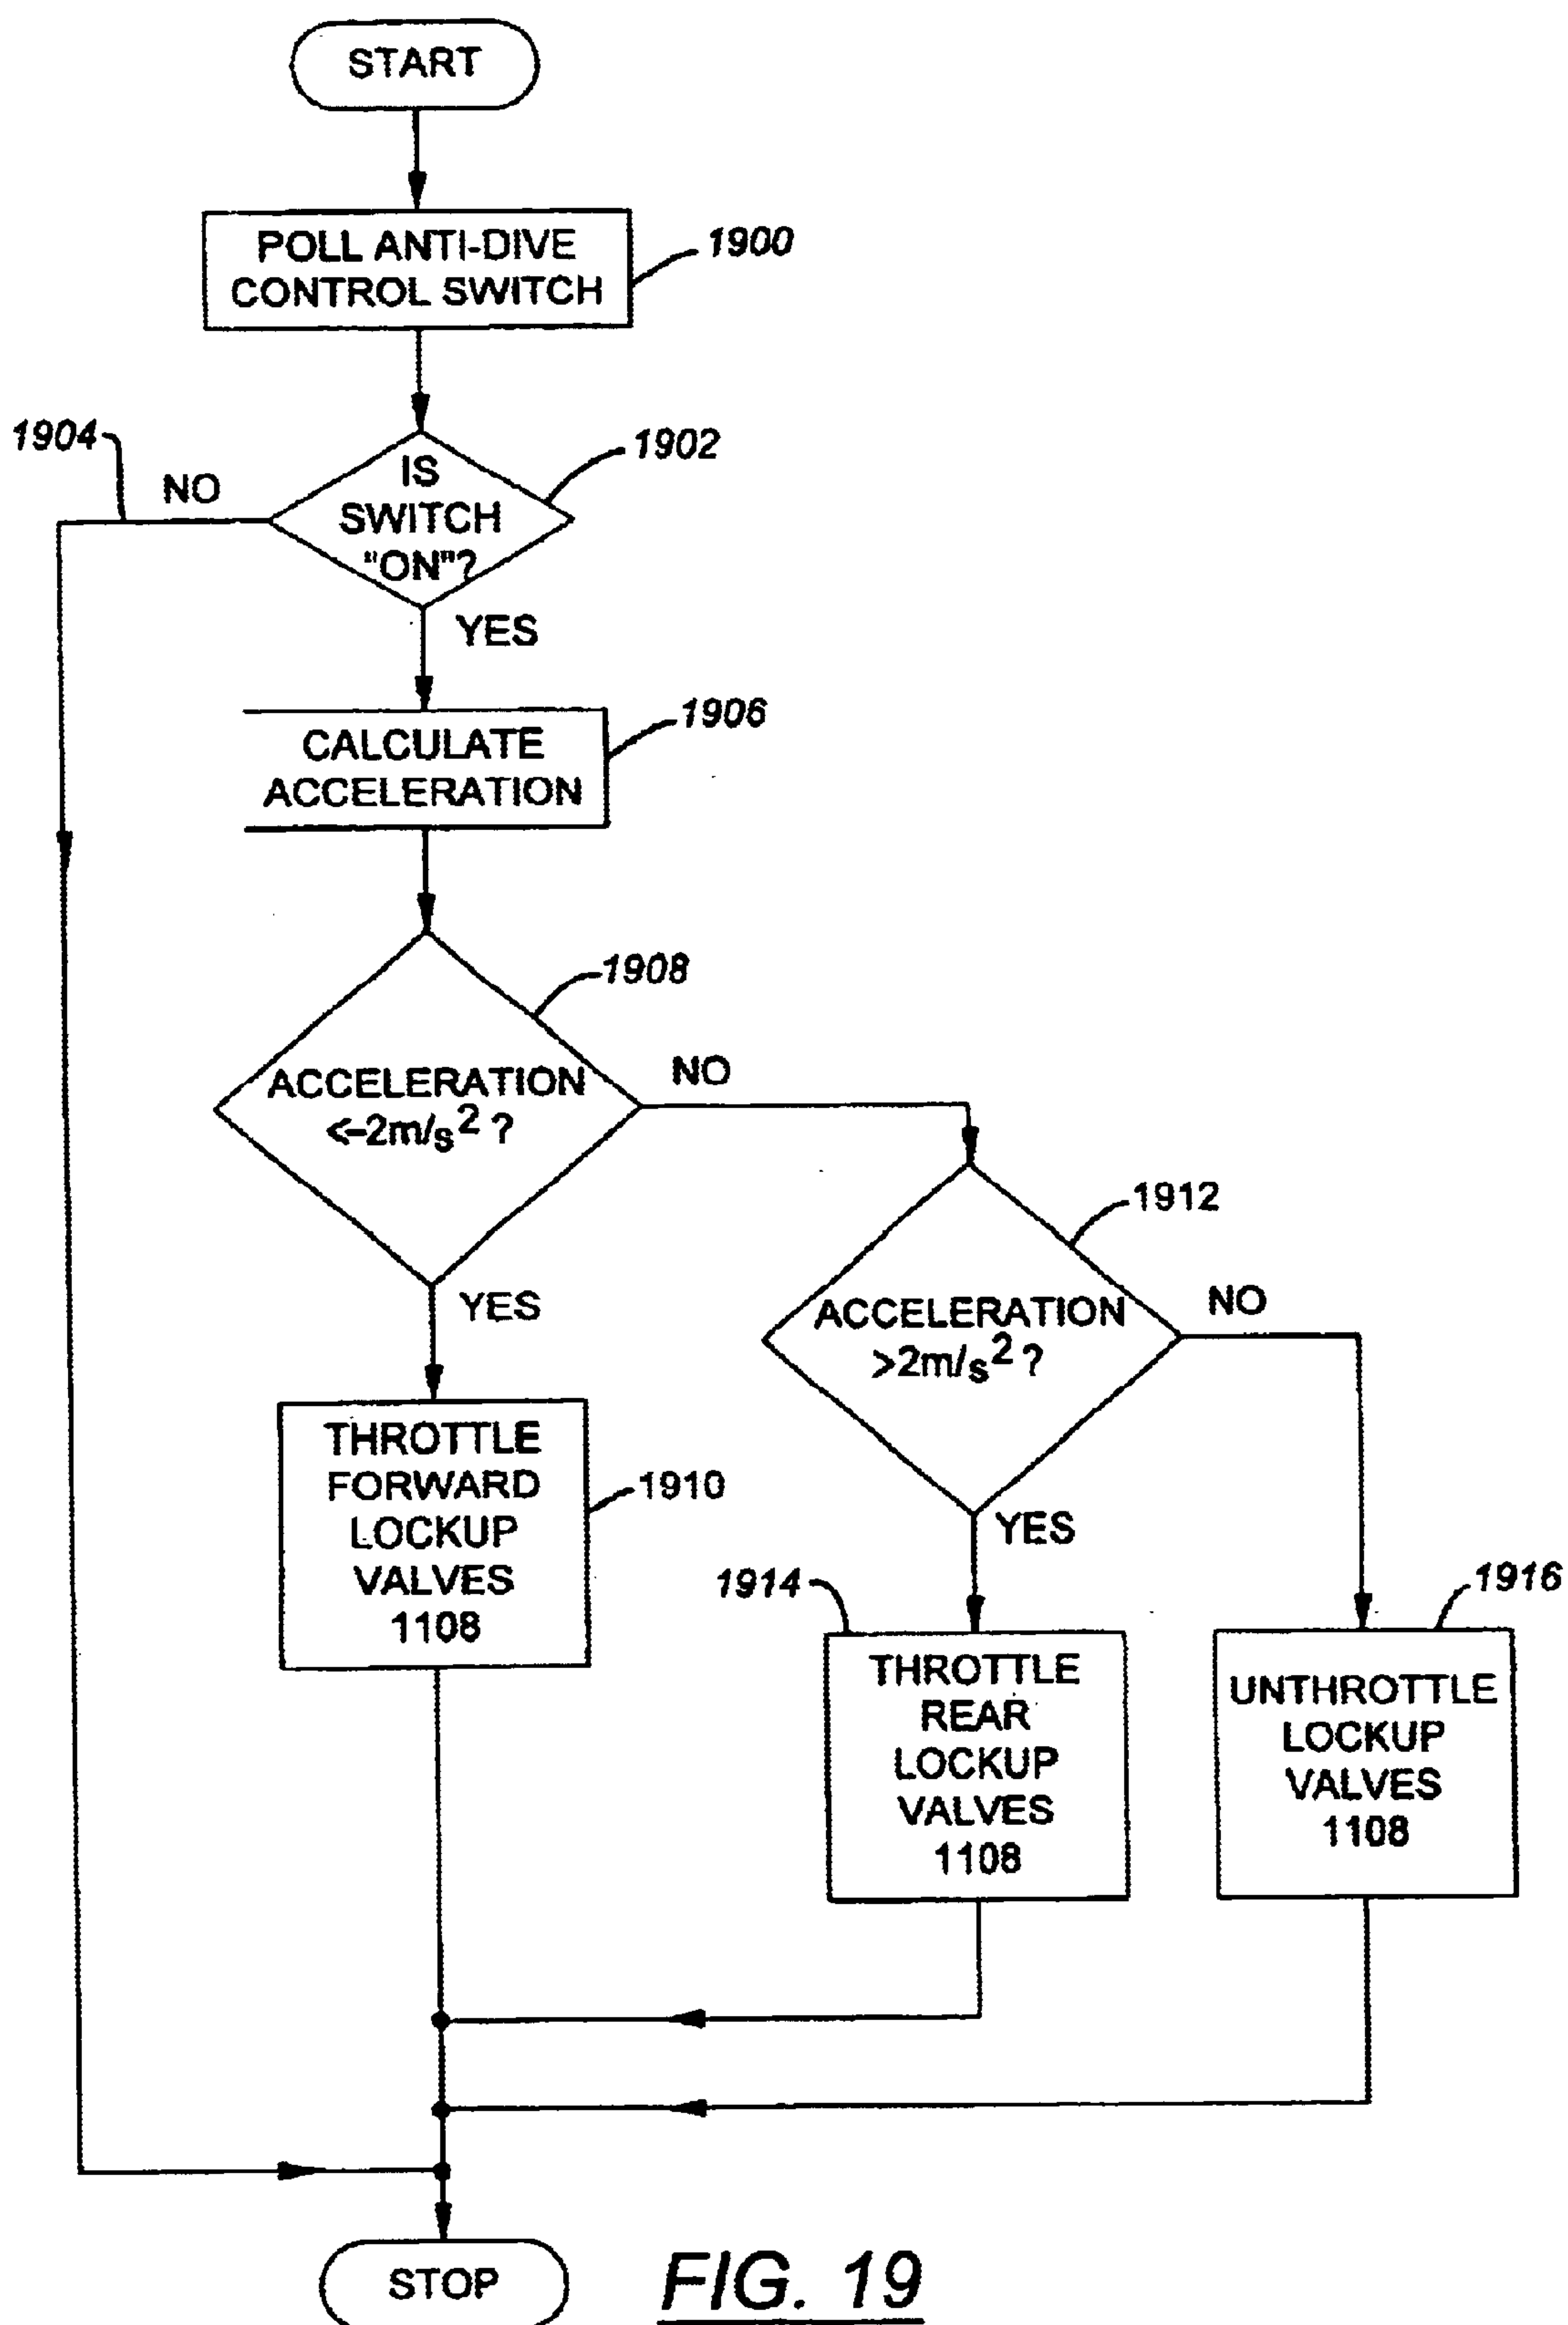 START
POLL ANTI-DIVE
CONTROL SWITCH
1900
1904
NO
1902
IS
SWITCH
"ON"?
YES
1906
CALCULATE
ACCELERATION
1908
ACCELERATION
<-2m/s² ?
NO
1912
YES
ACCELERATION
>2m/s² ?
NO
THROTTLE
FORWARD
LOCKUP
VALVES
1108
1910
YES
1914
1916
THROTTLE
REAR
LOCKUP
VALVES
1108
UNTHROTTLE
LOCKUP
VALVES
1108
STOP
FIG. 19